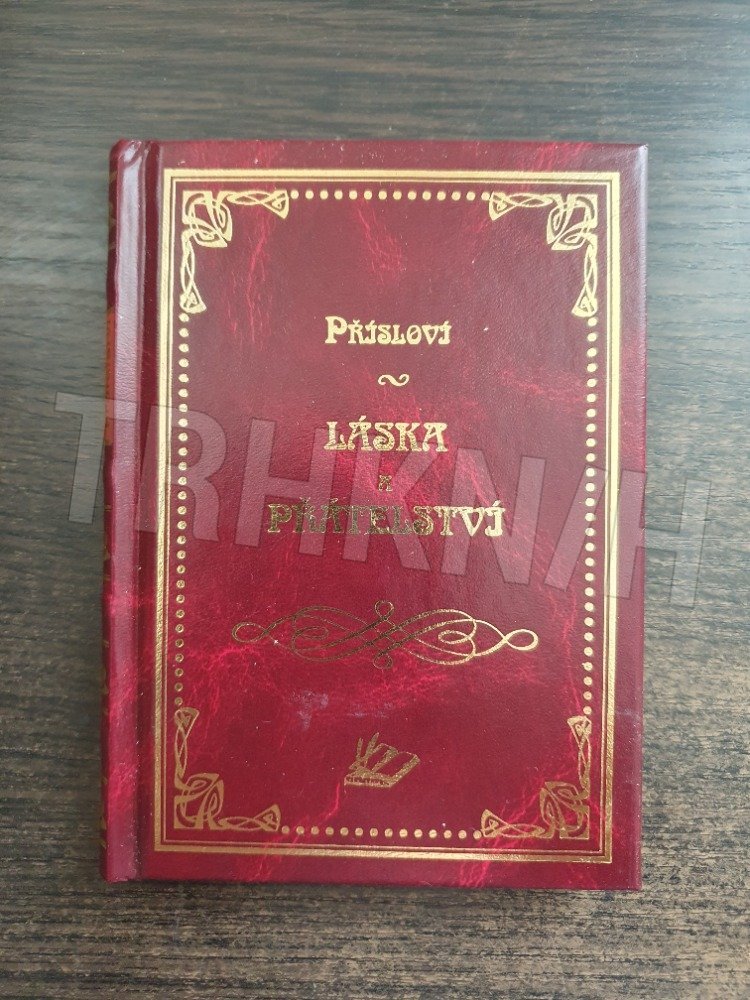 Přísloví
~
LÁSKA
A
PŘÁTELSTVÍ
TRHKNIH